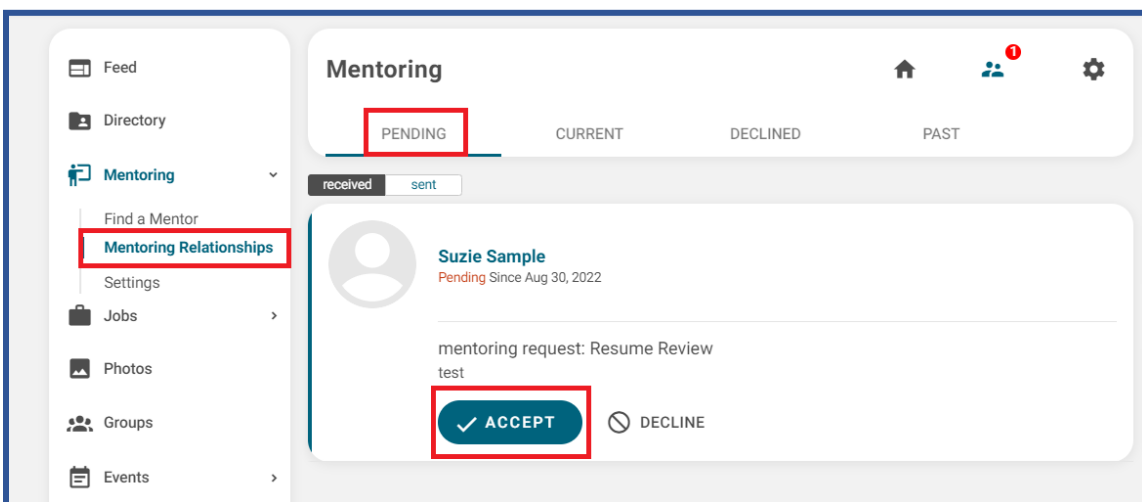 Feed
Directory
Mentoring
Find a Mentor
Mentoring Relationships
Settings
Jobs
Photos
Groups
Events
Mentoring
1
PENDING CURRENT DECLINED PAST
received sent
Suzie Sample
Pending Since Aug 30, 2022
mentoring request: Resume Review
test
ACCEPT DECLINE